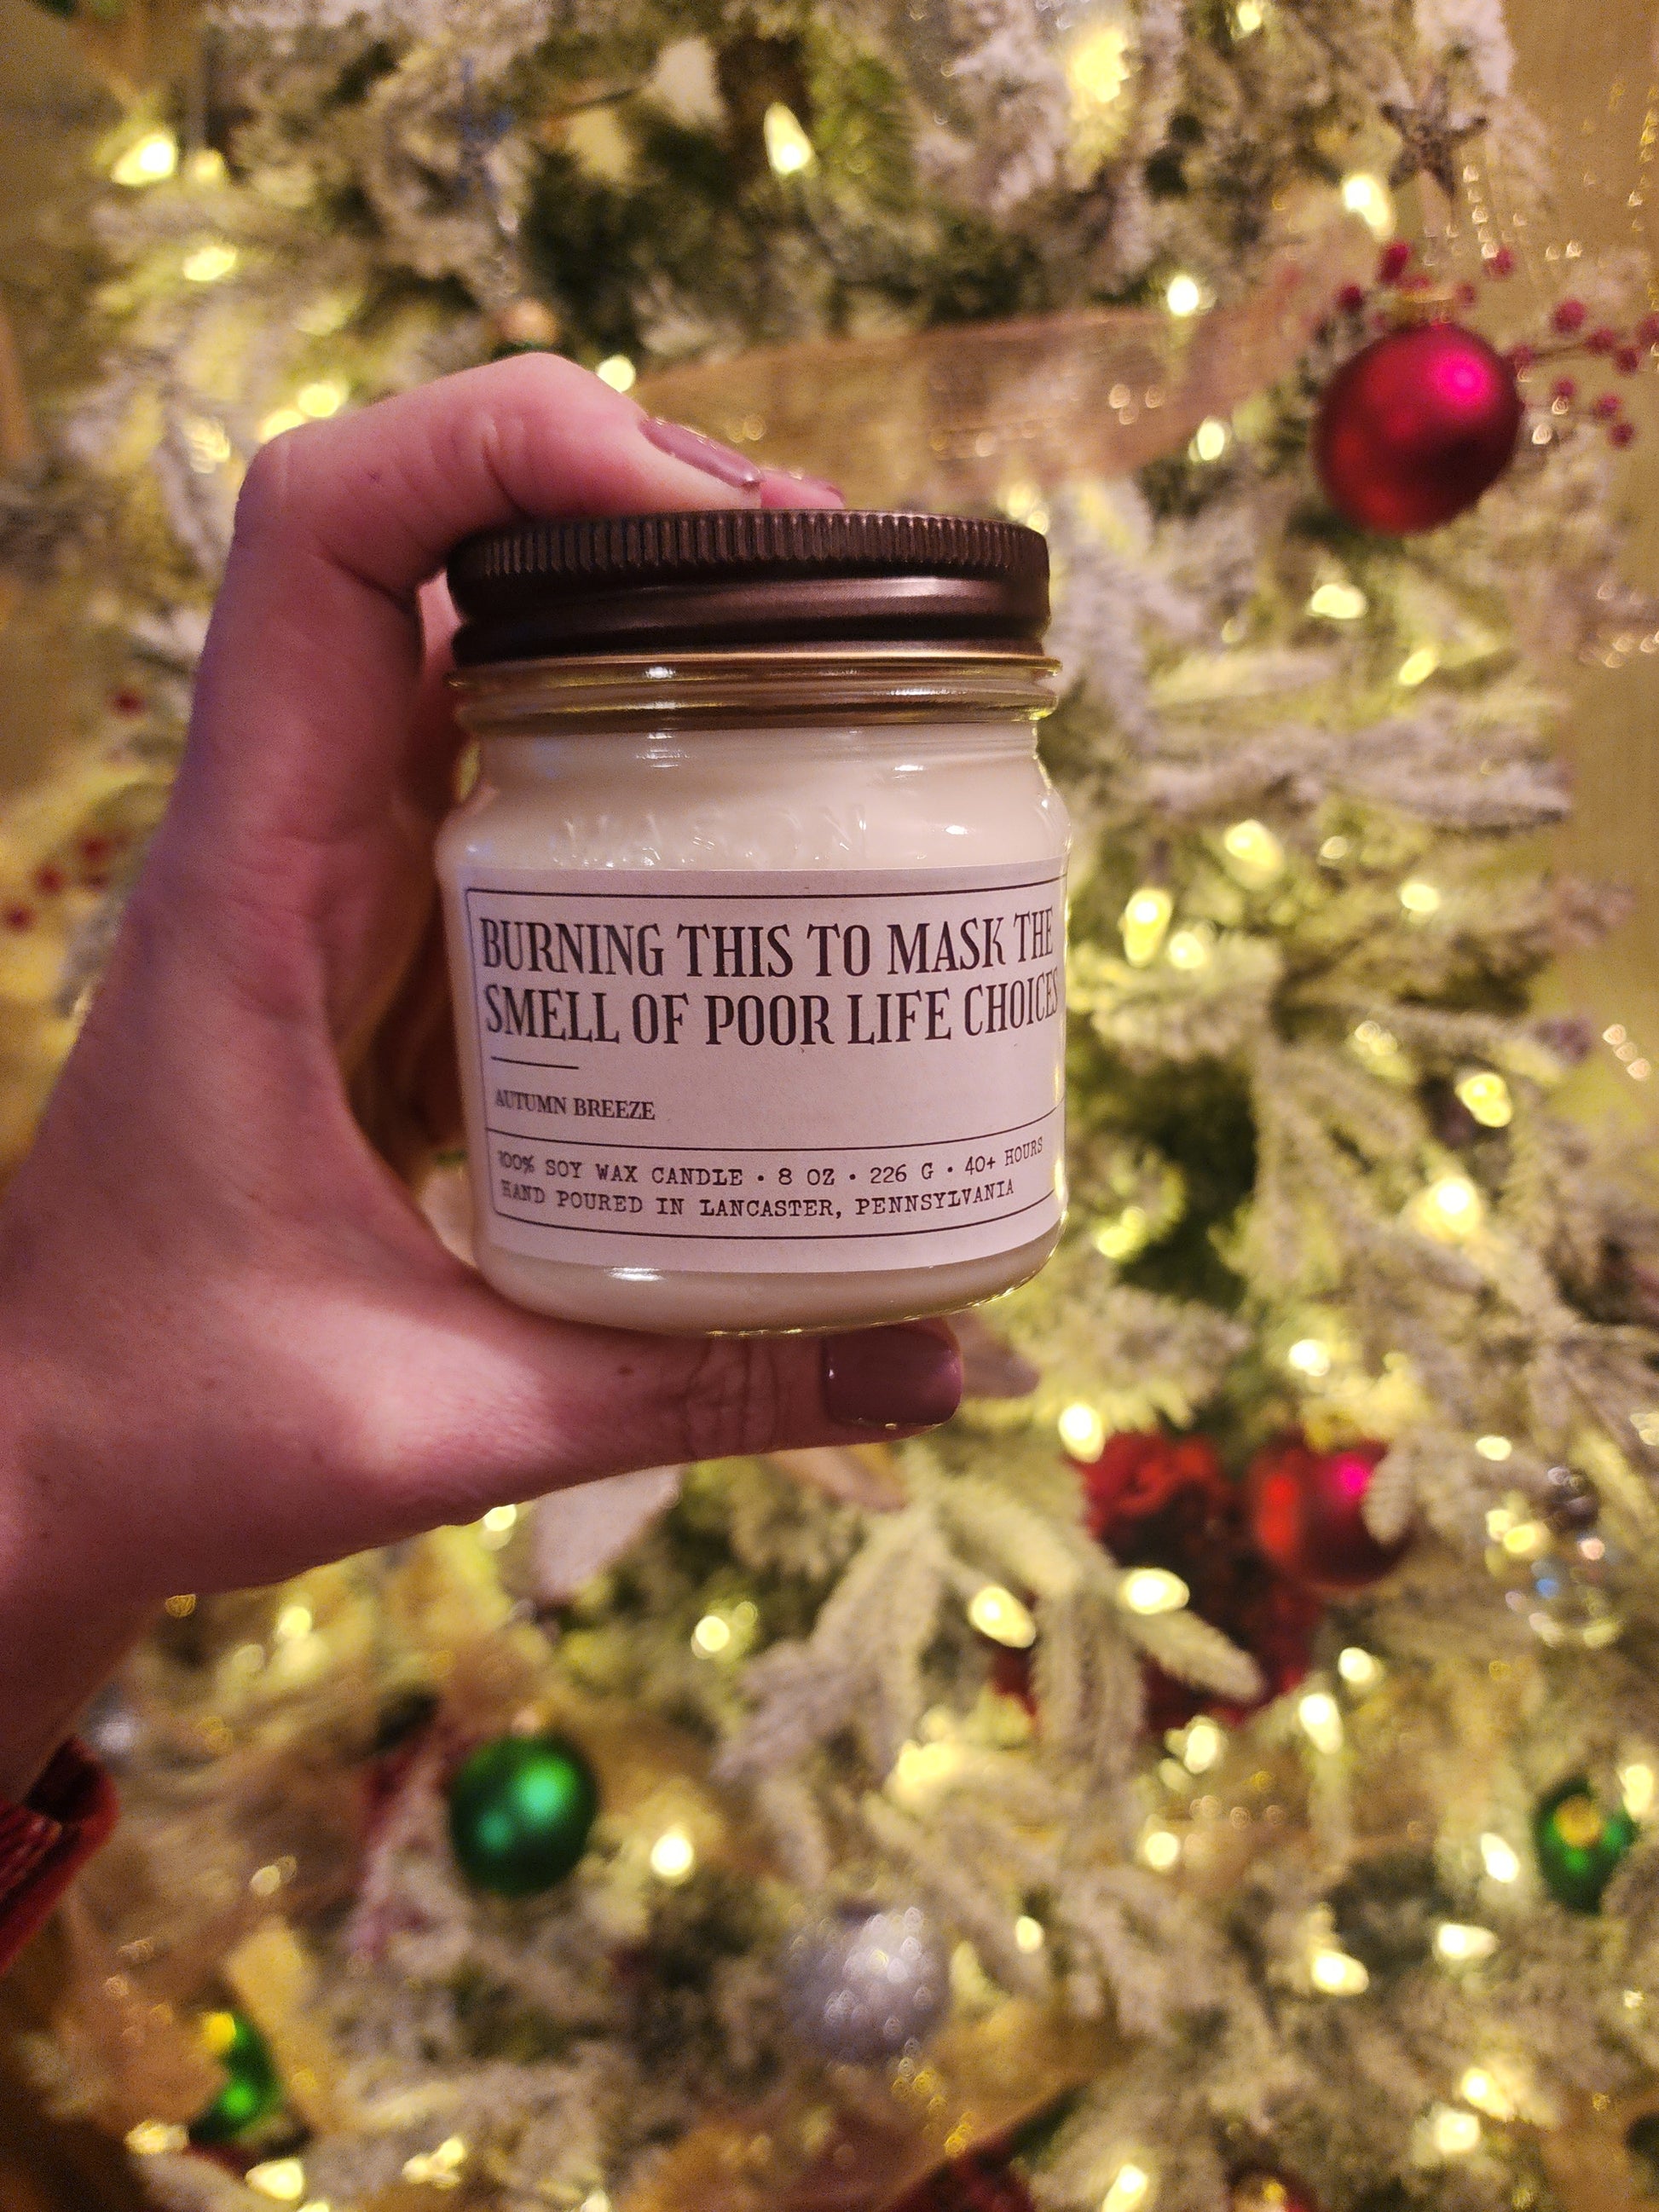 BURNING THIS TO MASK THE
SMELL OF POOR LIFE CHOICES
AUTUMN BREEZE
100% SOY WAX CANDLE • 8 OZ • 226 G • 40+ HOURS
HAND POURED IN LANCASTER, PENNSYLVANIA